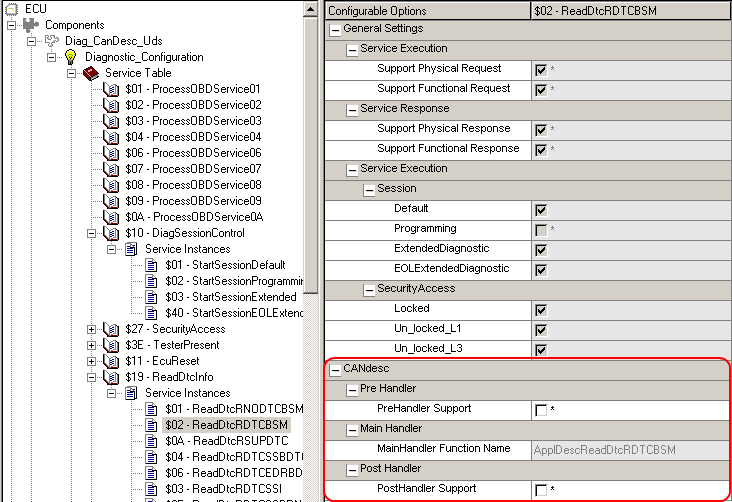 ECU
Components
Diag_CanDesc_Uds
Diagnostic_Configuration
Service Table
$01 - ProcessOBDService01
$02 - ProcessOBDService02
$03 - ProcessOBDService03
$04 - ProcessOBDService04
$06 - ProcessOBDService06
$07 - ProcessOBDService07
$08 - ProcessOBDService08
$09 - ProcessOBDService09
$0A - ProcessOBDService0A
$10 - DiagSessionControl
Service Instances
$01 - StartSessionDefault
$02 - StartSessionProgrammin
$03 - StartSessionExtended
$40 - StartSessionEOLExtend
$27 - SecurityAccess
$3E - TesterPresent
$11 - EcuReset
$19 - ReadDtcInfo
Service Instances
$01 - ReadDtcRNODTCBSM
$02 - ReadDtcRDTCBSM
$0A - ReadDtcRSUPDTC
$04 - ReadDtcRDTCSSBDT
$06 - ReadDtcRDTCEDRBD
$03 - ReadDtcRDTCSSI
Configurable Options $02 - ReadDtcRDTCBSM
General Settings
Service Execution
Support Physical Request *
Support Functional Request *
Service Response
Support Physical Response *
Support Functional Response *
Service Execution
Session
Default
Programming *
ExtendedDiagnostic
EOLExtendedDiagnostic
SecurityAccess
Locked
Un_locked_L1
Un_locked_L3
CANdesc
Pre Handler
PreHandler Support *
Main Handler
MainHandler Function Name ApplDescReadDtcRDTCBSM
Post Handler
PostHandler Support *